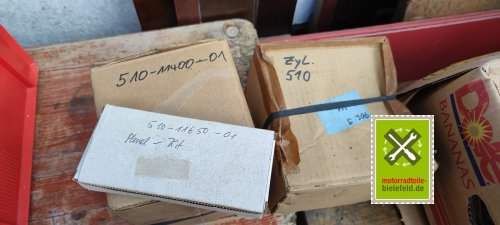 510-11400-01
ZYL.
510
510-11650-01
Pleuel-Kit
BANANAS
motorradteile-
bielefeld.de